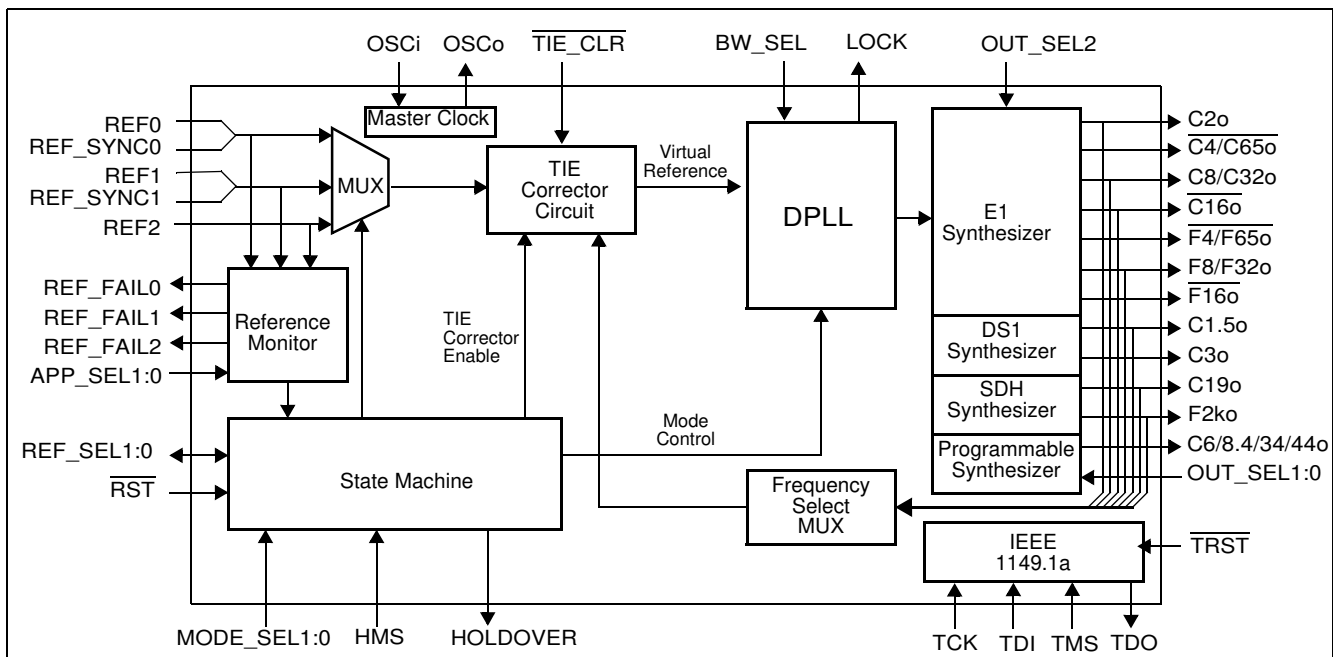 OSCi
OSCo
TIE_CLR
BW_SEL
LOCK
OUT_SEL2
Master Clock
REF0
REF_SYNC0
REF1
REF_SYNC1
REF2
MUX
TIE
Corrector
Circuit
Virtual
Reference
DPLL
E1
Synthesizer
C2o
C4/C65o
C8/C32o
C16o
F4/F65o
F8/F32o
F16o
REF_FAIL0
REF_FAIL1
REF_FAIL2
APP_SEL1:0
Reference
Monitor
TIE
Corrector
Enable
DS1
Synthesizer
C1.5o
C3o
SDH
Synthesizer
C19o
F2ko
Programmable
Synthesizer
C6/8.4/34/44o
OUT_SEL1:0
REF_SEL1:0
RST
State Machine
Mode
Control
Frequency
Select
MUX
IEEE
1149.1a
TRST
MODE_SEL1:0
HMS
HOLDOVER
TCK
TDI
TMS
TDO